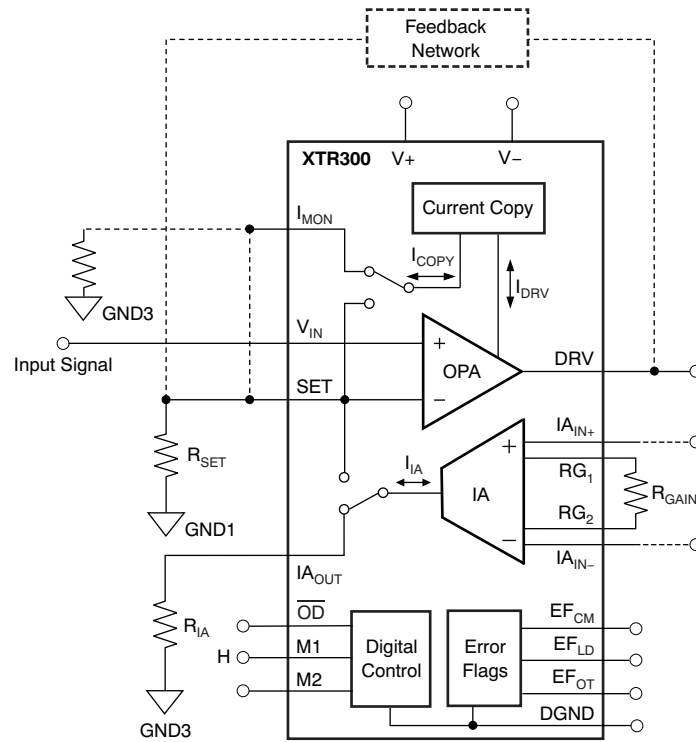 Feedback
Network
XTR300
V+
V−
Current Copy
I_MON
I_COPY
I_DRV
GND3
V_IN
Input Signal
+
OPA
−
DRV
SET
R_SET
GND1
I_IA
IA
+
−
IA_IN+
RG_1
R_GAIN
RG_2
IA_IN−
IA_OUT
R_IA
GND3
OD
H
M1
M2
Digital
Control
Error
Flags
EF_CM
EF_LD
EF_OT
DGND